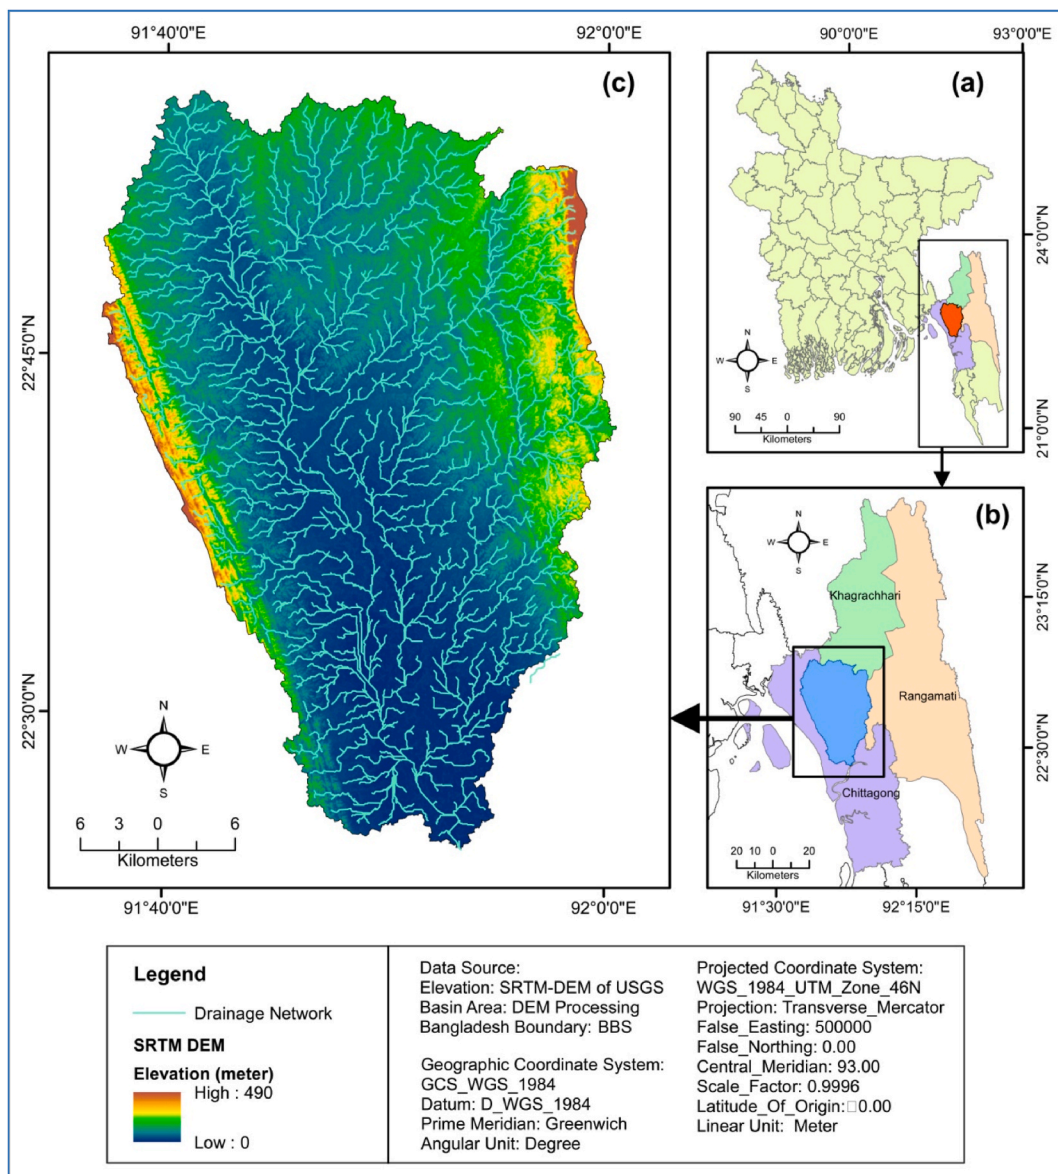 91°40'0"E
92°0'0"E
(c)
22°45'0"N
22°30'0"N
N
W
E
S
6
3
0
6
Kilometers
91°40'0"E
92°0'0"E
90°0'0"E
93°0'0"E
(a)
24°0'0"N
21°0'0"N
N
W
E
S
90
45
0
90
Kilometers
(b)
N
W
E
S
Khagrachhari
Rangamati
Chittagong
23°15'0"N
22°30'0"N
20
10
0
20
Kilometers
91°30'0"E
92°15'0"E
Legend
Drainage Network
SRTM DEM
Elevation (meter)
High : 490
Low : 0
Data Source:
Elevation: SRTM-DEM of USGS
Basin Area: DEM Processing
Bangladesh Boundary: BBS
Geographic Coordinate System:
GCS_WGS_1984
Datum: D_WGS_1984
Prime Meridian: Greenwich
Angular Unit: Degree
Projected Coordinate System:
WGS_1984_UTM_Zone_46N
Projection: Transverse_Mercator
False_Easting: 500000
False_Northing: 0.00
Central_Meridian: 93.00
Scale_Factor: 0.9996
Latitude_Of_Origin:□0.00
Linear Unit: Meter